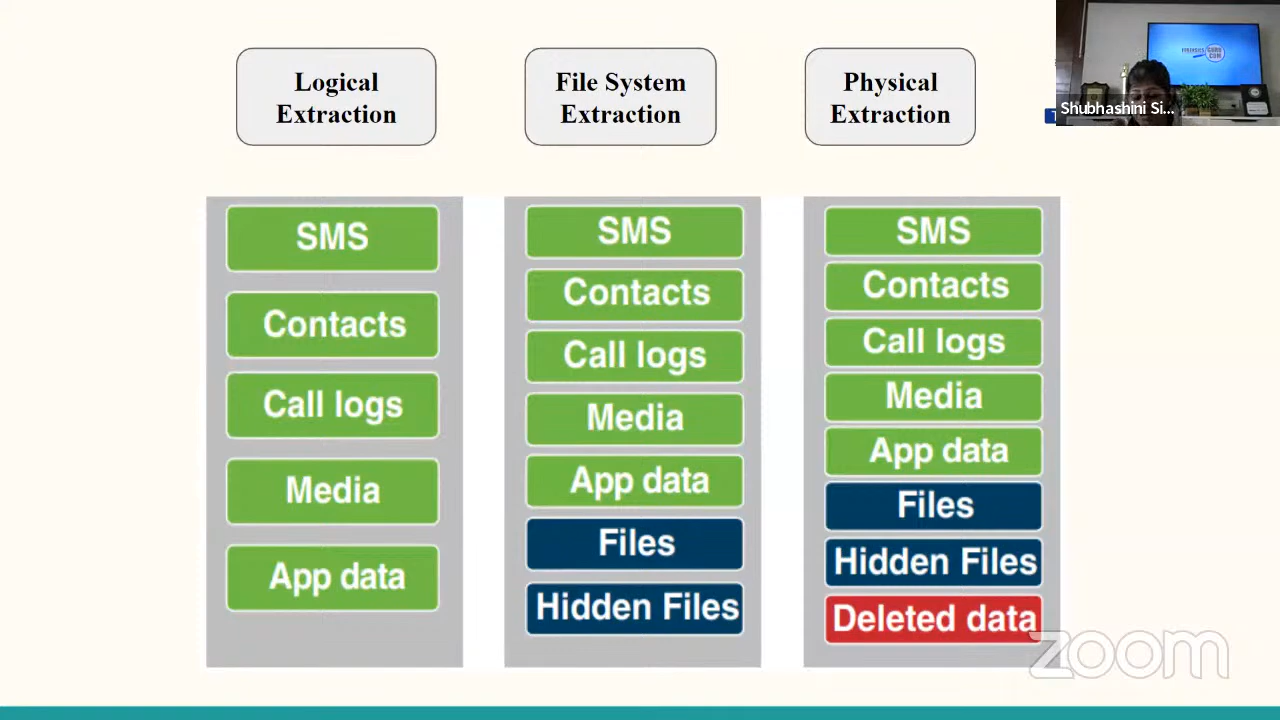 Logical
Extraction
File System
Extraction
Physical
Extraction
Shubhashini Si...
SMS
Contacts
Call logs
Media
App data
SMS
Contacts
Call logs
Media
App data
Files
Hidden Files
SMS
Contacts
Call logs
Media
App data
Files
Hidden Files
Deleted data
zoom